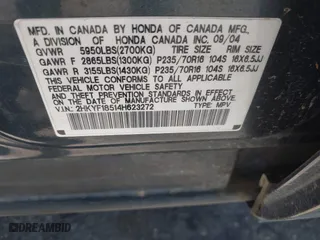 MFD. IN CANADA BY HONDA OF CANADA MFG.
A DIVISION OF HONDA CANADA INC. 09/04
GVWR 5950LBS(2700KG) TIRE RIM
GAWR F 2865LBS(1300KG) P235/70R16 104S 16X6.5JJ
GAWR R 3155LBS(1430KG) P235/70R16 104S 16X6.5JJ
THIS VEHICLE CONFORMS TO ALL APPLICABLE
FEDERAL MOTOR VEHICLE SAFETY AND THEFT
PREVENTION STANDARDS IN EFFECT ON THE
DATE OF MANUFACTURE SHOWN ABOVE.
V.I.N.: 2HKYF18514H623272
TYPE: MPV
DREAMBID